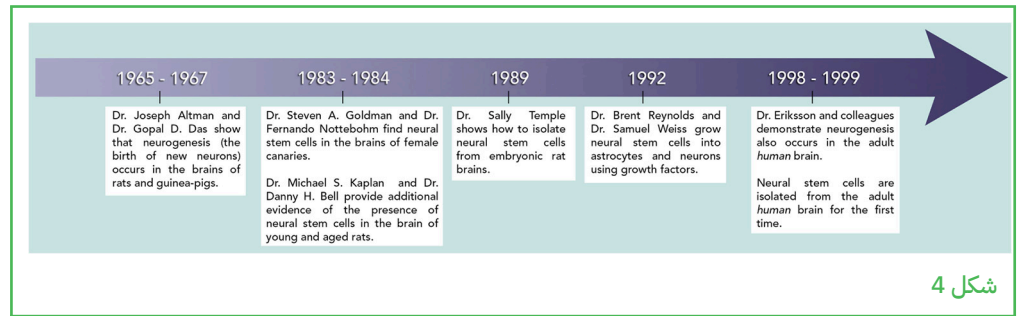 1965 - 1967
Dr. Joseph Altman and
Dr. Gopal D. Das show
that neurogenesis (the
birth of new neurons)
occurs in the brains of
rats and guinea-pigs.
1983 - 1984
Dr. Steven A. Goldman and Dr.
Fernando Nottebohm find neural
stem cells in the brains of female
canaries.
Dr. Michael S. Kaplan and Dr.
Danny H. Bell provide additional
evidence of the presence of
neural stem cells in the brain of
young and aged rats.
1989
Dr. Sally Temple
shows how to isolate
neural stem cells
from embryonic rat
brains.
1992
Dr. Brent Reynolds and
Dr. Samuel Weiss grow
neural stem cells into
astrocytes and neurons
using growth factors.
1998 - 1999
Dr. Eriksson and colleagues
demonstrate neurogenesis
also occurs in the adult
human brain.
Neural stem cells are
isolated from the adult
human brain for the first
time.
شكل 4